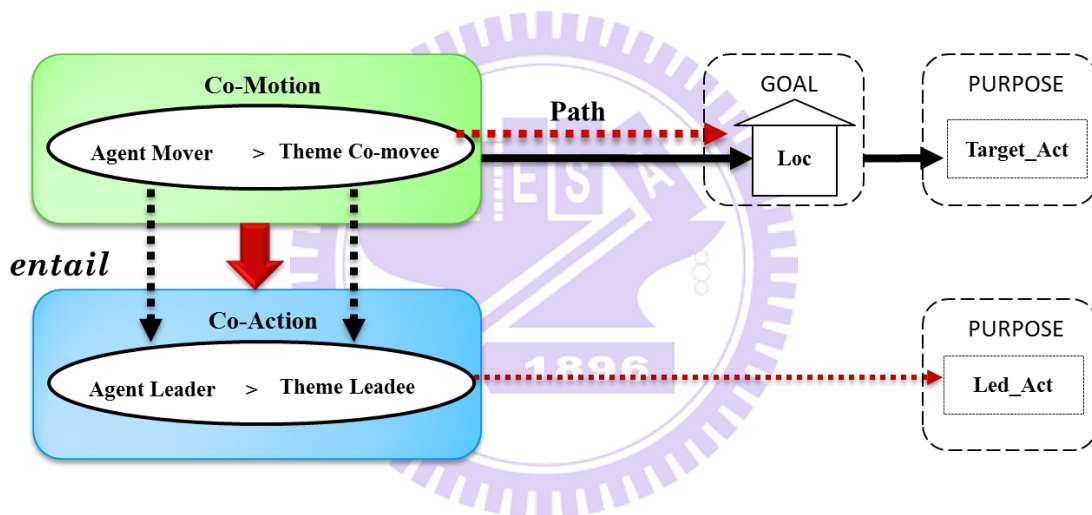 Co-Motion
Agent Mover > Theme Co-movee
Path
GOAL
Loc
PURPOSE
Target_Act
entail
Co-Action
Agent Leader > Theme Leadee
PURPOSE
Led_Act
ESA
1896